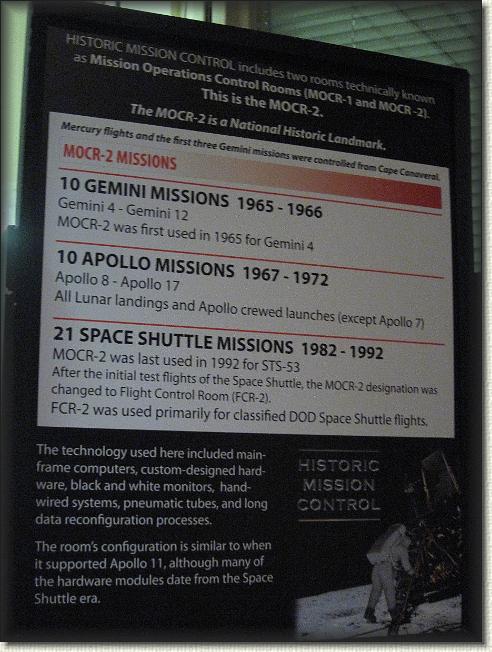 HISTORIC MISSION CONTROL includes two rooms technically known
as Mission Operations Control Rooms (MOCR-1 and MOCR -2).
This is the MOCR-2.
The MOCR-2 is a National Historic Landmark.
Mercury flights and the first three Gemini missions were controlled from Cape Canaveral.
MOCR-2 MISSIONS
10 GEMINI MISSIONS 1965 - 1966
Gemini 4 - Gemini 12
MOCR-2 was first used in 1965 for Gemini 4
10 APOLLO MISSIONS 1967 - 1972
Apollo 8 - Apollo 17
All Lunar landings and Apollo crewed launches (except Apollo 7)
21 SPACE SHUTTLE MISSIONS 1982 - 1992
MOCR-2 was last used in 1992 for STS-53
After the initial test flights of the Space Shuttle, the MOCR-2 designation was
changed to Flight Control Room (FCR-2).
FCR-2 was used primarily for classified DOD Space Shuttle flights.
The technology used here included main-
frame computers, custom-designed hard-
ware, black and white monitors, hand-
wired systems, pneumatic tubes, and long
data reconfiguration processes.
The room's configuration is similar to when
it supported Apollo 11, although many of
the hardware modules date from the Space
Shuttle era.
HISTORIC
MISSION
CONTROL